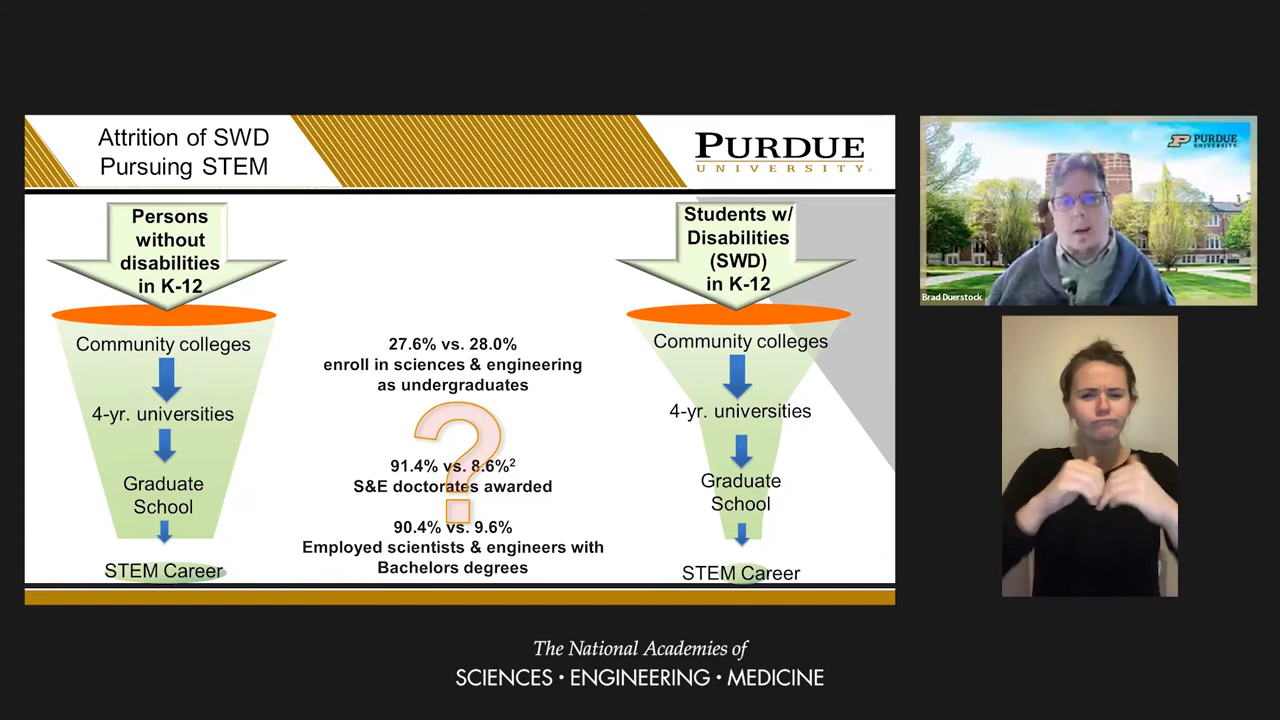 Attrition of SWD
Pursuing STEM
PURDUE
UNIVERSITY
Persons
without
disabilities
in K-12
Community colleges
4-yr. universities
Graduate
School
STEM Career
27.6% vs. 28.0%
enroll in sciences & engineering
as undergraduates
?
91.4% vs. 8.6%²
S&E doctorates awarded
90.4% vs. 9.6%
Employed scientists & engineers with
Bachelors degrees
Students w/
Disabilities
(SWD)
in K-12
Community colleges
4-yr. universities
Graduate
School
STEM Career
P PURDUE
UNIVERSITY
Brad Duerstock
The National Academies of
SCIENCES • ENGINEERING • MEDICINE